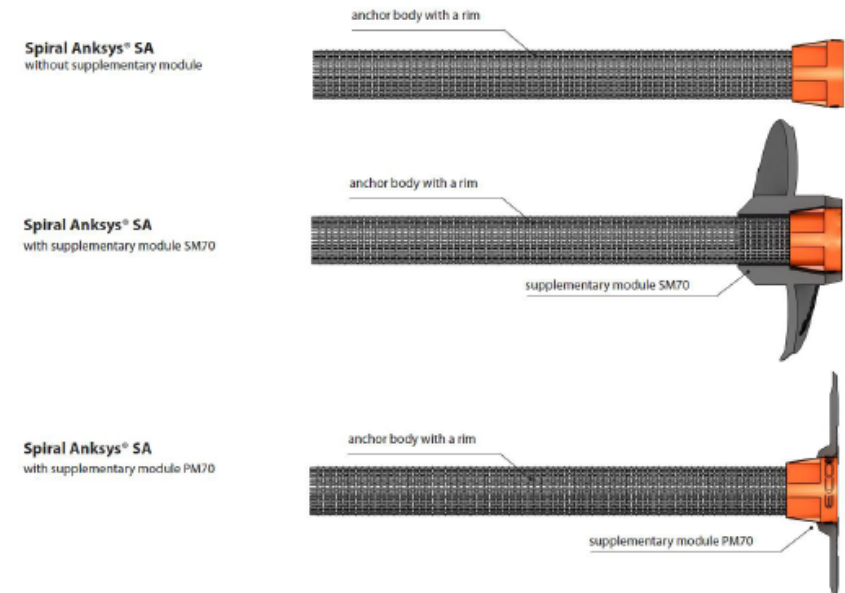 anchor body with a rim
Spiral Anksys® SA
without supplementary module
anchor body with a rim
Spiral Anksys® SA
with supplementary module SM70
supplementary module SM70
anchor body with a rim
Spiral Anksys® SA
with supplementary module PM70
supplementary module PM70